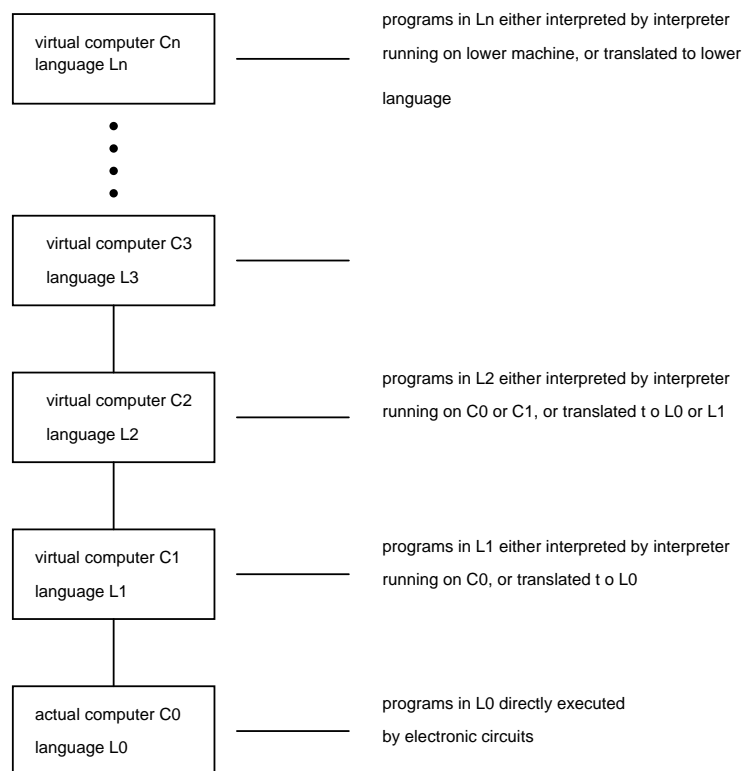 virtual computer Cn
language Ln
programs in Ln either interpreted by interpreter
running on lower machine, or translated to lower
language
virtual computer C3
language L3
virtual computer C2
language L2
programs in L2 either interpreted by interpreter
running on C0 or C1, or translated t o L0 or L1
virtual computer C1
language L1
programs in L1 either interpreted by interpreter
running on C0, or translated t o L0
actual computer C0
language L0
programs in L0 directly executed
by electronic circuits